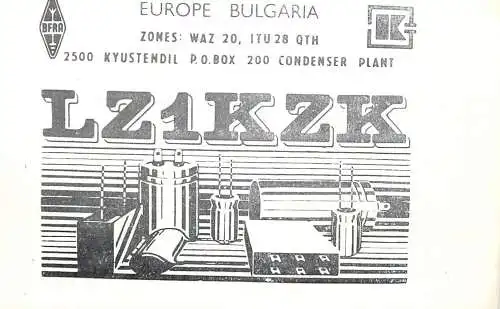 EUROPE BULGARIA
BFRA
ZONES: WAZ 20, ITU 28 QTH
2500 KYUSTENDIL P.O.BOX 200 CONDENSER PLANT
LZ1KZK